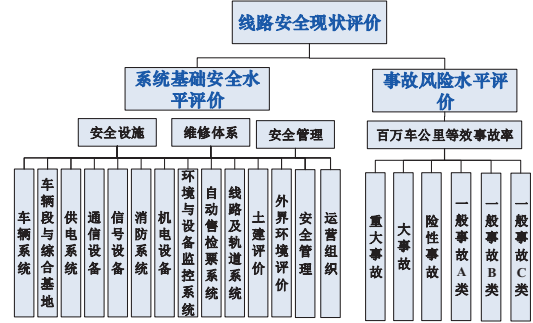 线路安全现状评价
系统基础安全水
平评价
事故风险水平评
价
安全设施
维修体系
安全管理
百万车公里等效事故率
车辆系统
车辆段与综合基地
供电系统
通信设备
信号设备
消防系统
机电设备
环境与设备监控系统
自动售检票系统
线路及轨道系统
土建评价
外界环境评价
安全管理
运营组织
重大事故
大事故
险性事故
一般事故A类
一般事故B类
一般事故C类